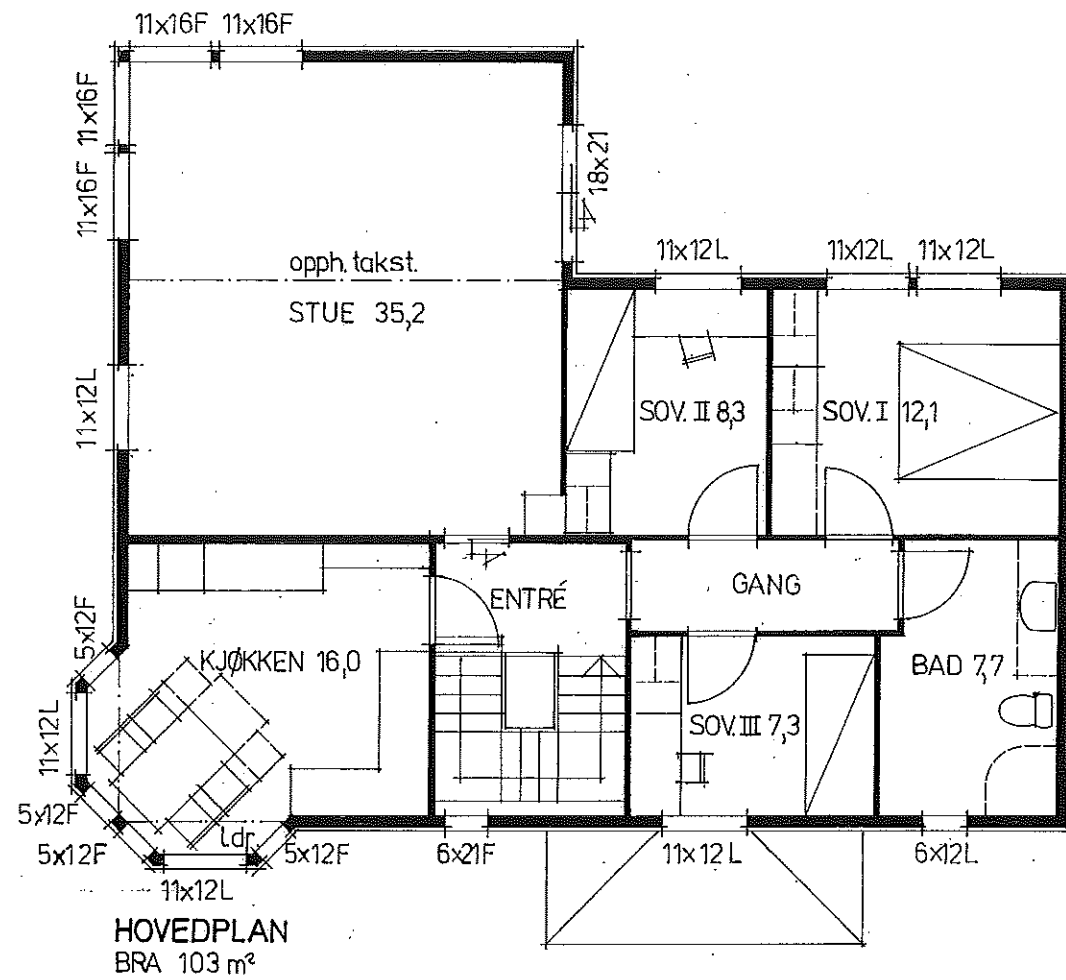 11x16F 11x16F
11x16F
11x16F
18x21
11x12L 11x12L 11x12L
opph. takst.
STUE 35,2
11x12L
SOV. II 8,3
SOV. I 12,1
ENTRÉ
GANG
5x12F
KJØKKEN 16,0
BAD 7,7
11x12L
SOV. III 7,3
5x12F
ldr
5x12F
5x12F
6x21F
11x12L
6x12L
11x12L
HOVEDPLAN
BRA 103 m²